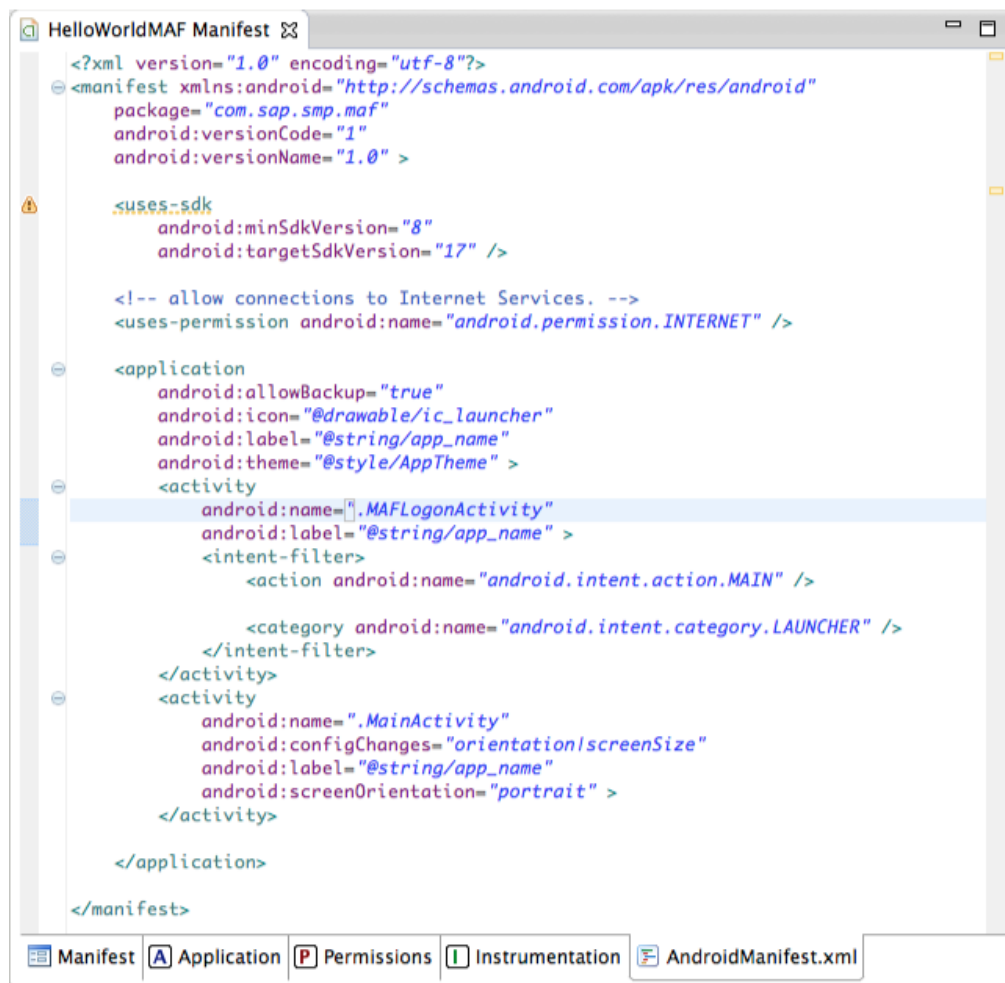 HelloWorldMAF Manifest
<?xml version="1.0" encoding="utf-8"?>
<manifest xmlns:android="http://schemas.android.com/apk/res/android"
    package="com.sap.smp.maf"
    android:versionCode="1"
    android:versionName="1.0" >
    <uses-sdk
        android:minSdkVersion="8"
        android:targetSdkVersion="17" />
    <!-- allow connections to Internet Services. -->
    <uses-permission android:name="android.permission.INTERNET" />
    <application
        android:allowBackup="true"
        android:icon="@drawable/ic_launcher"
        android:label="@string/app_name"
        android:theme="@style/AppTheme" >
        <activity
            android:name=".MAFLogonActivity"
            android:label="@string/app_name" >
            <intent-filter>
                <action android:name="android.intent.action.MAIN" />
                <category android:name="android.intent.category.LAUNCHER" />
            </intent-filter>
        </activity>
        <activity
            android:name=".MainActivity"
            android:configChanges="orientation|screenSize"
            android:label="@string/app_name"
            android:screenOrientation="portrait" >
        </activity>
    </application>
</manifest>
Manifest A Application P Permissions I Instrumentation AndroidManifest.xml